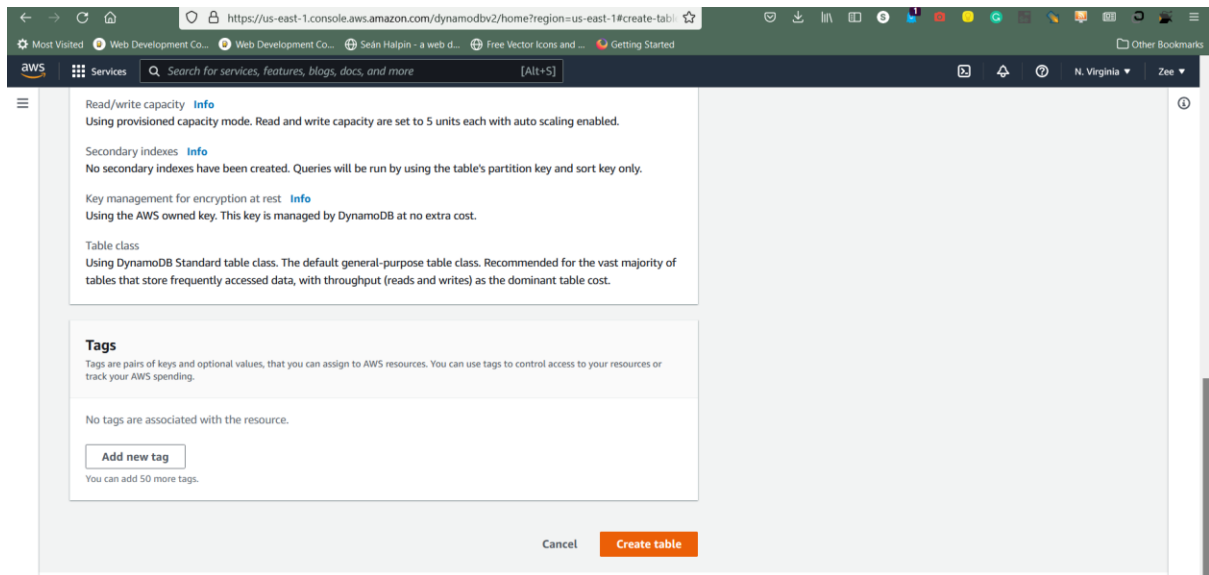 https://us-east-1.console.aws.amazon.com/dynamodbv2/home?region=us-east-1#create-tabl
Most Visited Web Development Co... Web Development Co... Seán Halpin - a web d... Free Vector Icons and ... Getting Started Other Bookmarks
aws Services Search for services, features, blogs, docs, and more [Alt+S] N. Virginia ▼ Zee ▼
Read/write capacity Info
Using provisioned capacity mode. Read and write capacity are set to 5 units each with auto scaling enabled.
Secondary indexes Info
No secondary indexes have been created. Queries will be run by using the table's partition key and sort key only.
Key management for encryption at rest Info
Using the AWS owned key. This key is managed by DynamoDB at no extra cost.
Table class
Using DynamoDB Standard table class. The default general-purpose table class. Recommended for the vast majority of
tables that store frequently accessed data, with throughput (reads and writes) as the dominant table cost.
Tags
Tags are pairs of keys and optional values, that you can assign to AWS resources. You can use tags to control access to your resources or
track your AWS spending.
No tags are associated with the resource.
Add new tag
You can add 50 more tags.
Cancel Create table